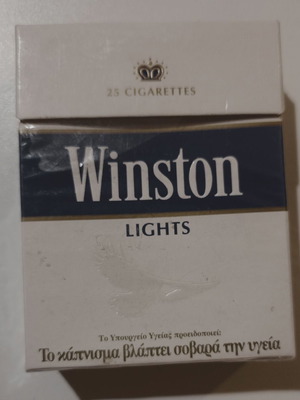 25 CIGARETTES
Winston
LIGHTS
Το Υπουργείο Υγείας προειδοποιεί:
Το κάπνισμα βλάπτει σοβαρά την υγεία